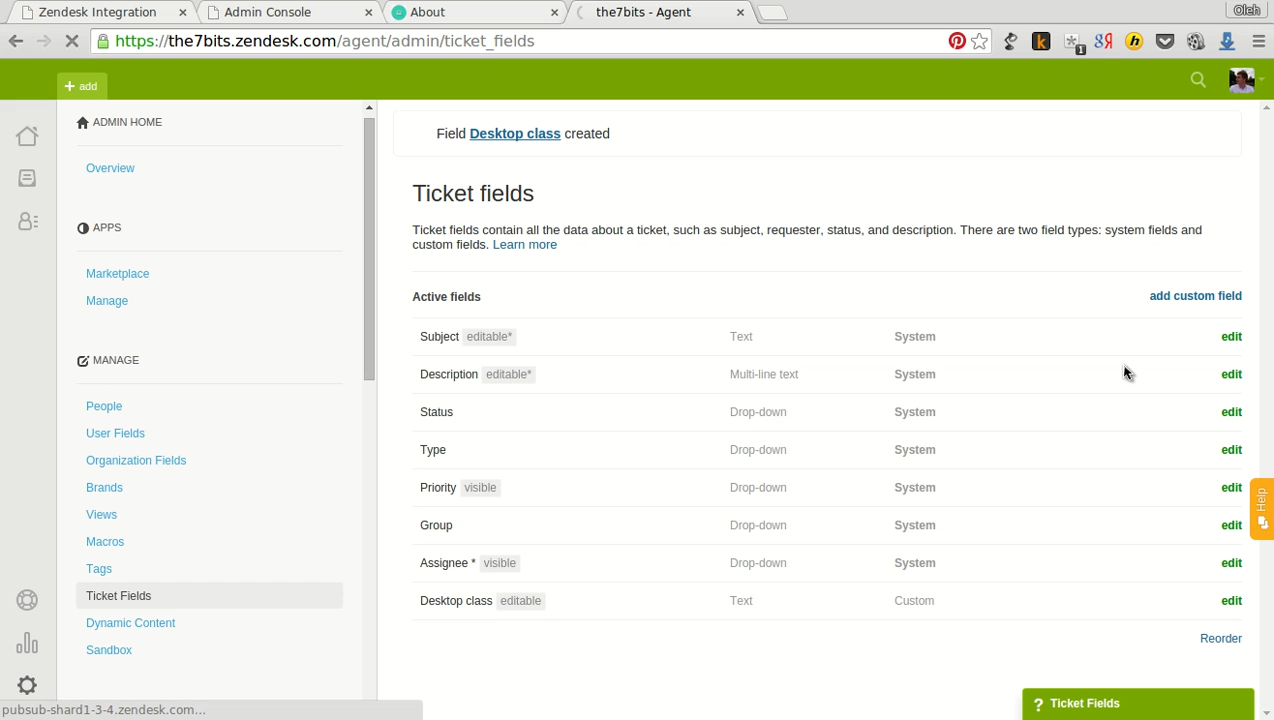 Zendesk Integration
Admin Console
About
the7bits - Agent
Oleh
https://the7bits.zendesk.com/agent/admin/ticket_fields
1
+ add
ADMIN HOME
Overview
APPS
Marketplace
Manage
MANAGE
People
User Fields
Organization Fields
Brands
Views
Macros
Tags
Ticket Fields
Dynamic Content
Sandbox
pubsub-shard1-3-4.zendesk.com...
Field Desktop class created
Ticket fields
Ticket fields contain all the data about a ticket, such as subject, requester, status, and description. There are two field types: system fields and
custom fields. Learn more
Active fields add custom field
Subject editable* Text System edit
Description editable* Multi-line text System edit
Status Drop-down System edit
Type Drop-down System edit
Priority visible Drop-down System edit
Group Drop-down System edit
Assignee * visible Drop-down System edit
Desktop class editable Text Custom edit
Reorder
Help
? Ticket Fields